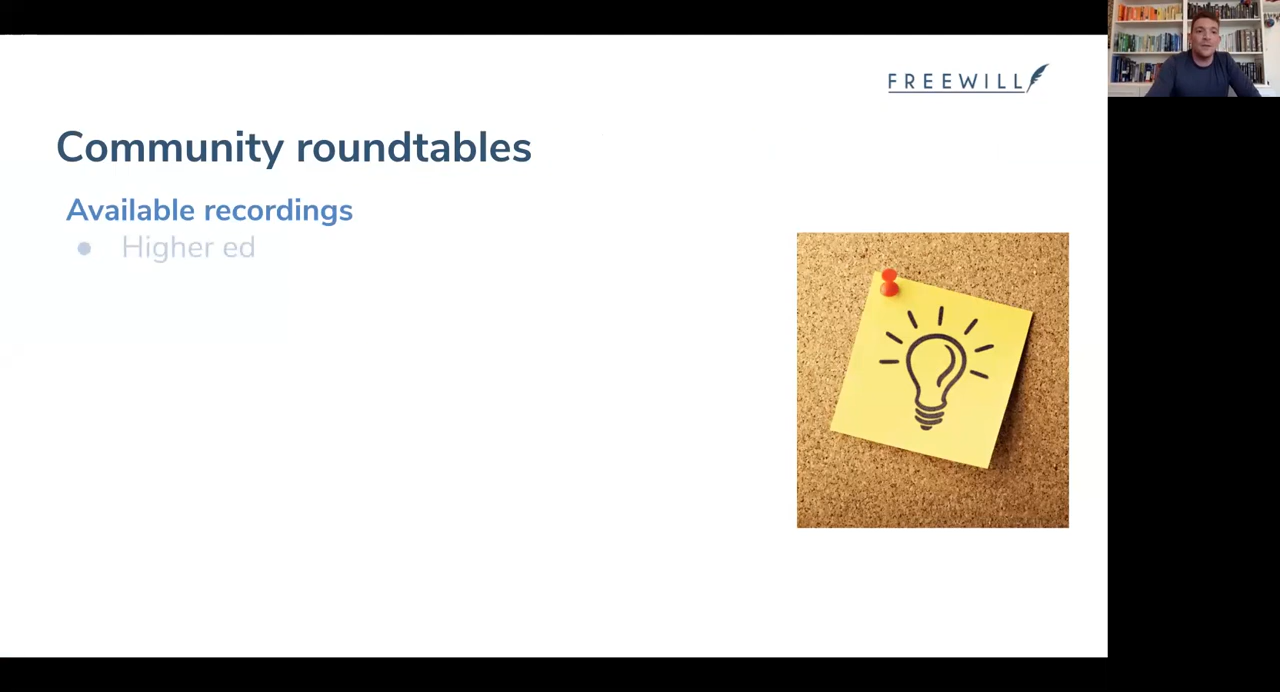 FREEWILL
Community roundtables
Available recordings
● Higher ed